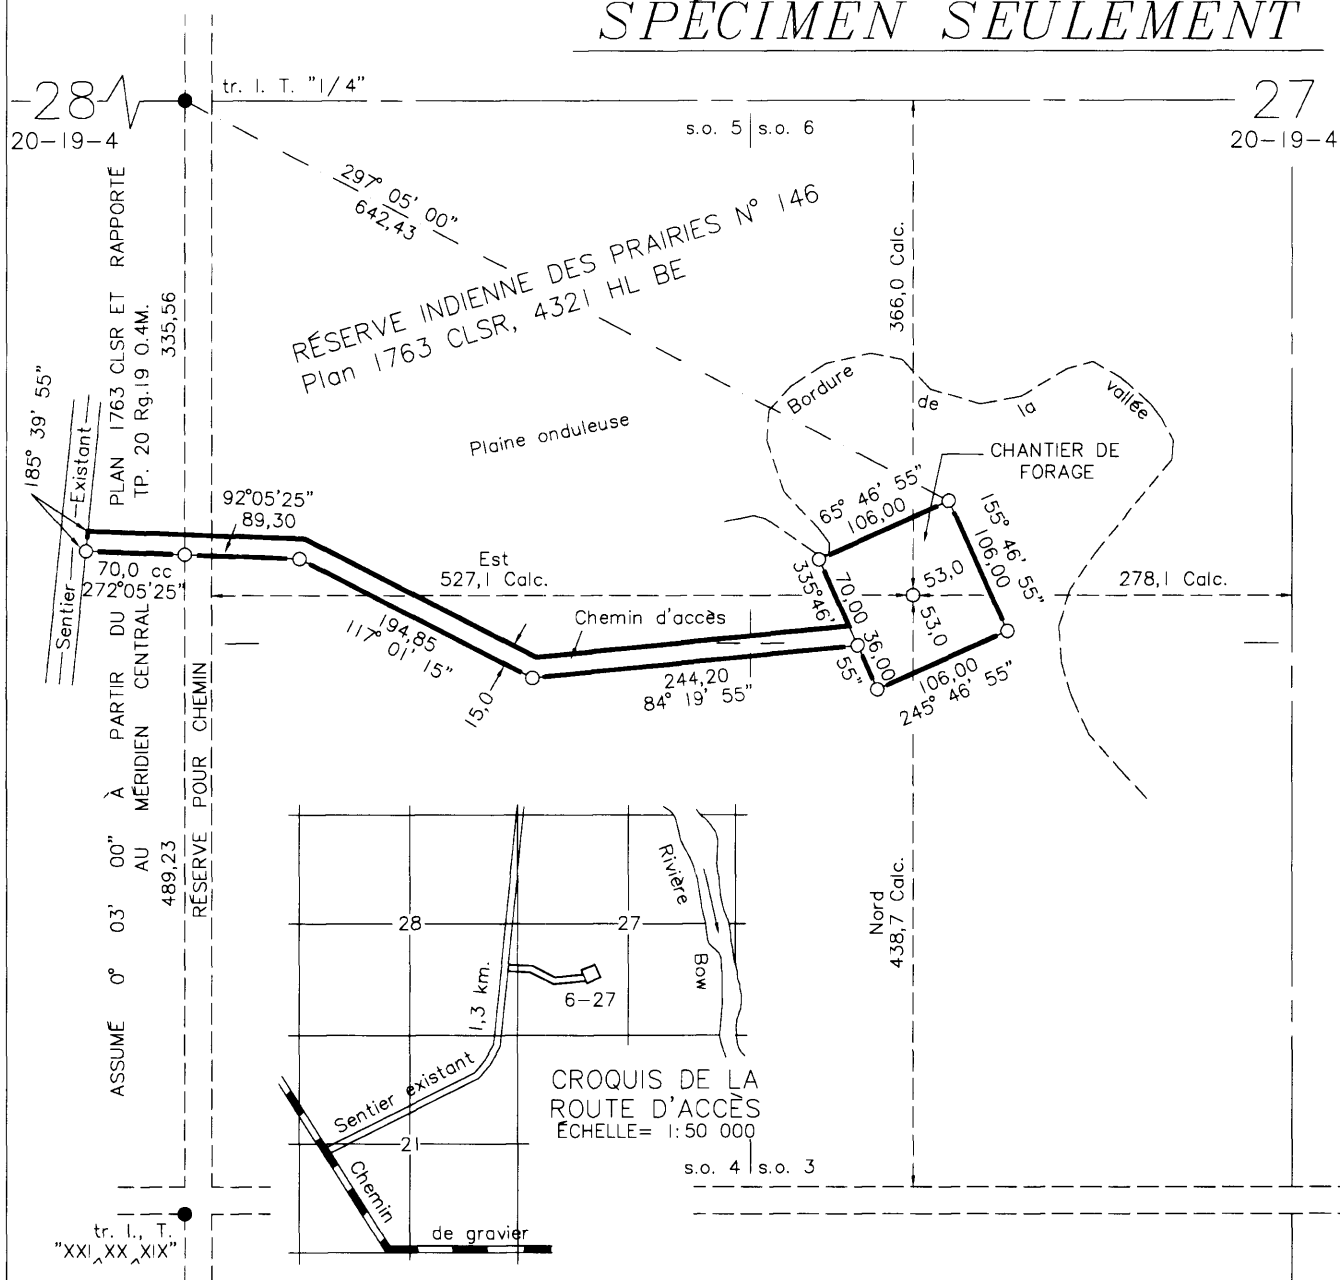 SPÉCIMEN SEULEMENT
28
20-19-4
tr. I. T. "1/4"
27
20-19-4
s.o. 5 s.o. 6
297° 05' 00"
642,43
RÉSERVE INDIENNE DES PRAIRIES N° 146
Plan 1763 CLSR, 4321 HL BE
366,0 Calc.
PLAN 1763 CLSR ET RAPPORTÉ
TP. 20 Rg.19 O.4M.
335,56
185° 39' 55"
Existant
Sentier
Plaine onduleuse
Bordure de la vallée
CHANTIER DE
FORAGE
92°05'25"
89,30
70,0 cc
272°05'25"
Est
527,1 Calc.
65° 46' 55"
106,00
155° 46' 55"
106,00
53,0
53,0
278,1 Calc.
335°46' 55"
70,00 36,00
106,00
245° 46' 55"
Chemin d'accès
194,85
117° 01' 15"
15,0
244,20
84° 19' 55"
ASSUMÉ 0° 03' 00" À PARTIR DU
AU MÉRIDIEN CENTRAL
489,23
RÉSERVE POUR CHEMIN
Nord
438,7 Calc.
28
27
Rivière
Bow
1,3 km.
6-27
Sentier existant
21
Chemin
de gravier
CROQUIS DE LA
ROUTE D'ACCÈS
ÉCHELLE= 1:50 000
s.o. 4 s.o. 3
tr. I., T.
"XXI‸XX‸XIX"